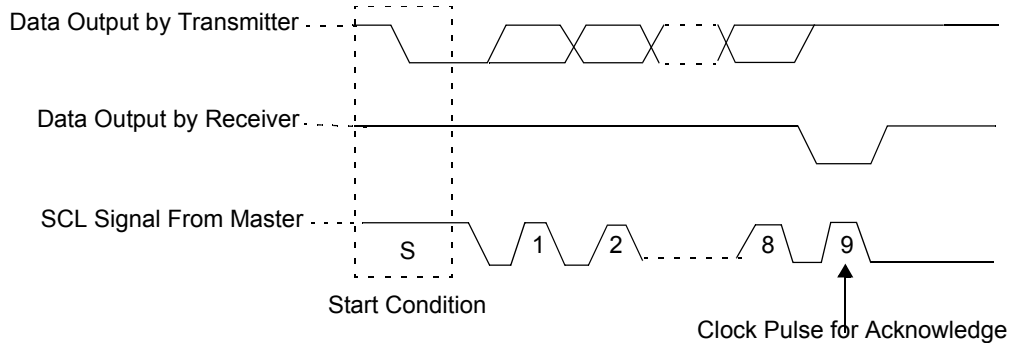 Data Output by Transmitter
Data Output by Receiver
SCL Signal From Master
S
1
2
8
9
Start Condition
Clock Pulse for Acknowledge